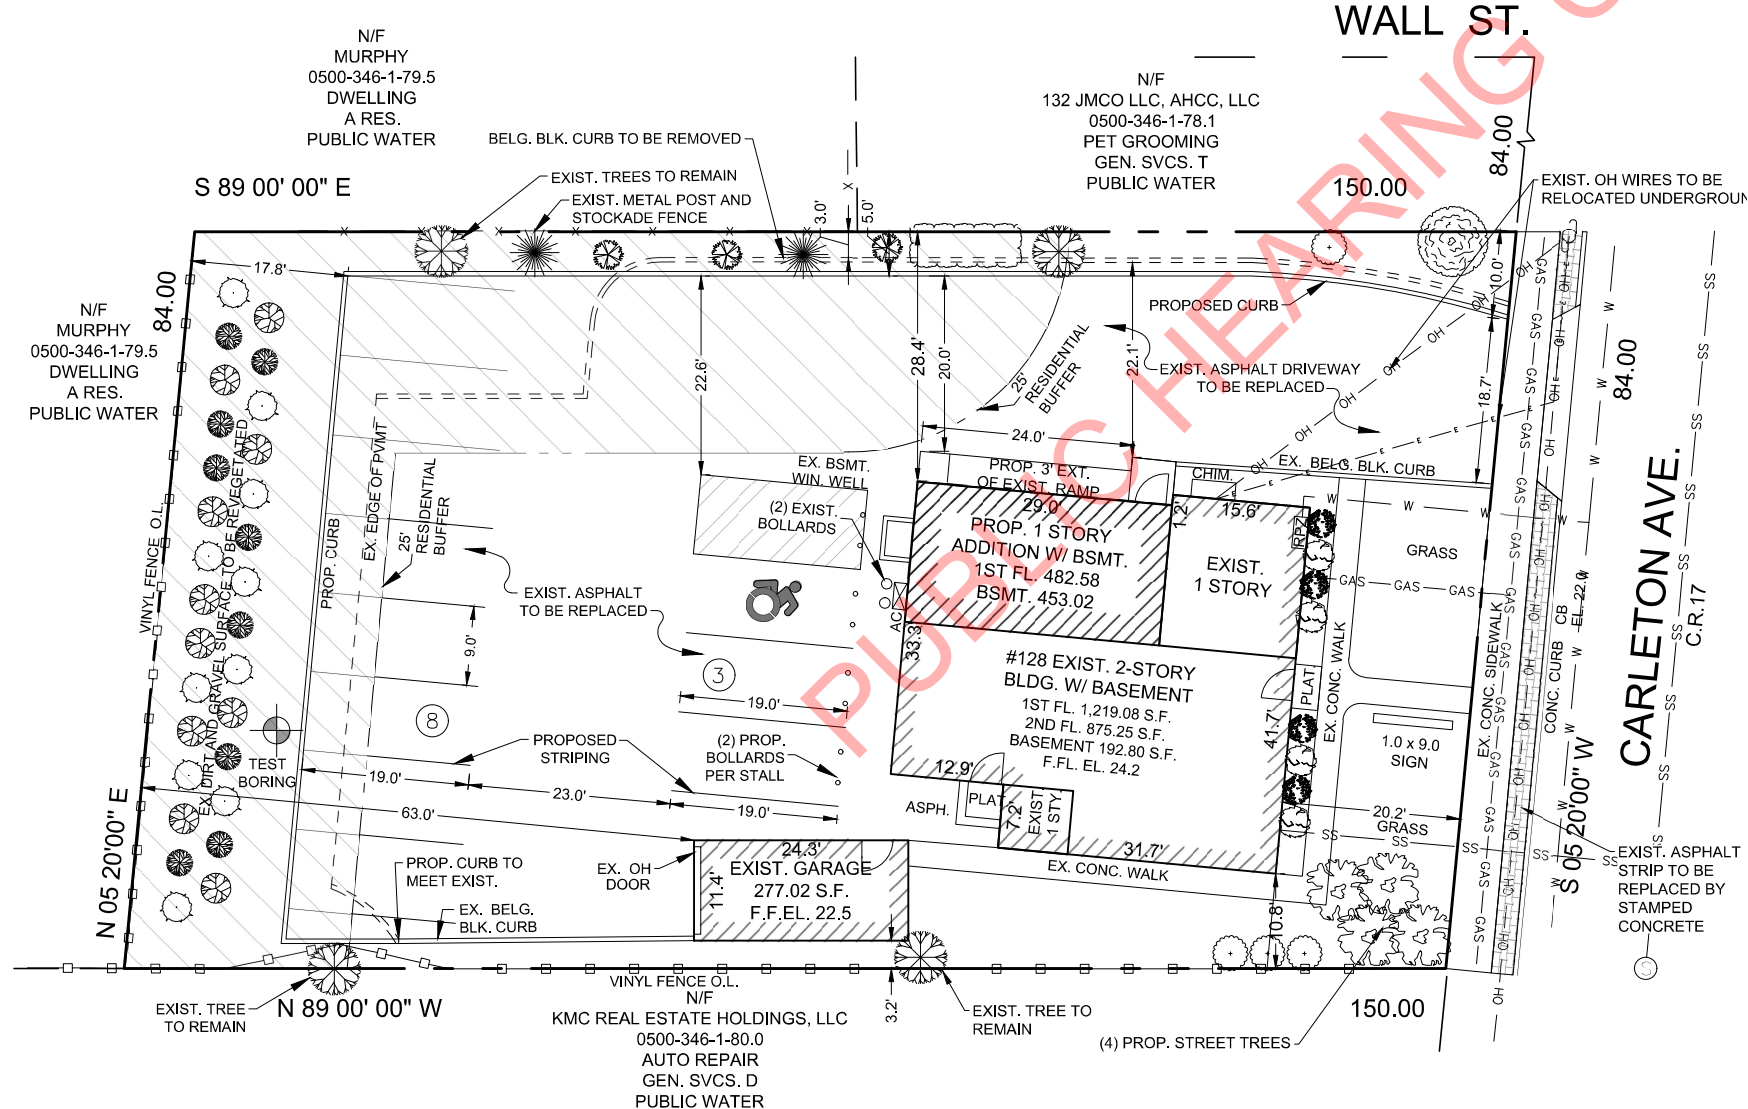 WALL ST.
N/F
MURPHY
0500-346-1-79.5
DWELLING
A RES.
PUBLIC WATER
N/F
132 JMCO LLC, AHCC, LLC
0500-346-1-78.1
PET GROOMING
GEN. SVCS. T
PUBLIC WATER
BELG. BLK. CURB TO BE REMOVED
EXIST. TREES TO REMAIN
EXIST. METAL POST AND
STOCKADE FENCE
S 89 00' 00" E
150.00
84.00
EXIST. OH WIRES TO BE
RELOCATED UNDERGROUN
3.0'
5.0'
17.8'
84.00
N/F
MURPHY
0500-346-1-79.5
DWELLING
A RES.
PUBLIC WATER
10.0'
PROPOSED CURB
22.6'
28.4'
20.0'
22.1'
25'
RESIDENTIAL
BUFFER
EXIST. ASPHALT DRIVEWAY
TO BE REPLACED
18.7'
84.00
24.0'
EX. BSMT.
WIN. WELL
PROP. 3' EXT.
OF EXIST. RAMP
CHIM.
EX. BELG. BLK. CURB
(2) EXIST.
BOLLARDS
29.0'
1.2'
15.6'
RPZ
PROP. 1 STORY
ADDITION W/ BSMT.
1ST FL. 482.58
BSMT. 453.02
EXIST.
1 STORY
GRASS
VINYL FENCE O.L.
EX. DIRT AND GRAVEL SURFACE TO BE REVEGETATED
PROP. CURB
EX. EDGE OF PVMT
25'
RESIDENTIAL
BUFFER
EXIST. ASPHALT
TO BE REPLACED
AC
33.3'
9.0'
3
8
19.0'
#128 EXIST. 2-STORY
BLDG. W/ BASEMENT
1ST FL. 1,219.08 S.F.
2ND FL. 875.25 S.F.
BASEMENT 192.80 S.F.
F.FL. EL. 24.2
41.7'
PLAT
EX. CONC. WALK
1.0 x 9.0
SIGN
EX. CONC. SIDEWALK
CONC. CURB
CB
EL. 22.0
CARLETON AVE.
C.R.17
PROPOSED
STRIPING
(2) PROP.
BOLLARDS
PER STALL
TEST
BORING
19.0'
23.0'
19.0'
63.0'
12.9'
ASPH.
PLAT
7.2'
EXIST.
1 STY.
31.7'
20.2'
GRASS
EX. CONC. WALK
N 05 20'00" E
S 05 20'00" W
PROP. CURB TO
MEET EXIST.
EX. BELG.
BLK. CURB
EX. OH
DOOR
24.3'
11.4'
EXIST. GARAGE
277.02 S.F.
F.F.EL. 22.5
10.8'
EXIST. ASPHALT
STRIP TO BE
REPLACED BY
STAMPED
CONCRETE
S
EXIST. TREE
TO REMAIN
N 89 00' 00" W
VINYL FENCE O.L.
N/F
KMC REAL ESTATE HOLDINGS, LLC
0500-346-1-80.0
AUTO REPAIR
GEN. SVCS. D
PUBLIC WATER
3.2'
EXIST. TREE TO
REMAIN
(4) PROP. STREET TREES
150.00
PUBLIC HEARING